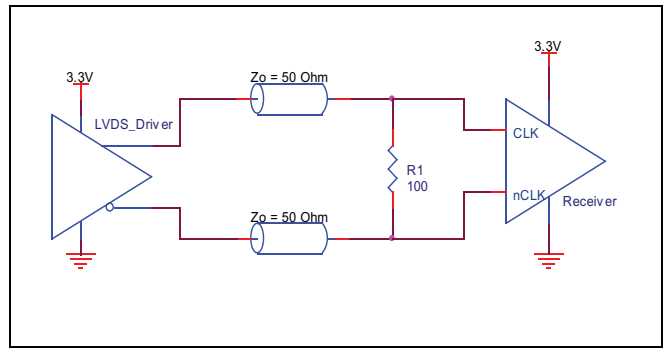 3.3V
LVDS_Driver
Zo = 50 Ohm
Zo = 50 Ohm
R1
100
3.3V
CLK
nCLK
Receiver